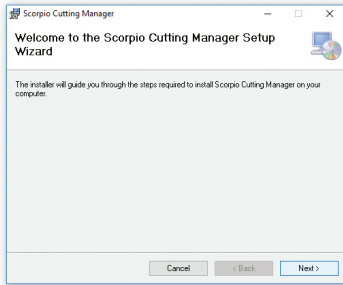 Scorpio Cutting Manager
Welcome to the Scorpio Cutting Manager Setup
Wizard
The installer will guide you through the steps required to install Scorpio Cutting Manager on your
computer.
Cancel
< Back
Next >